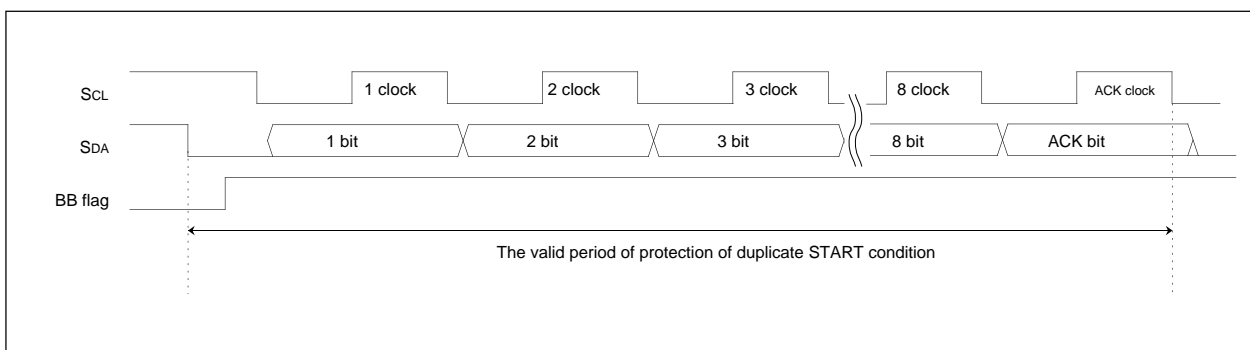 SCL 1 clock 2 clock 3 clock 8 clock ACK clock
SDA 1 bit 2 bit 3 bit 8 bit ACK bit
BB flag
The valid period of protection of duplicate START condition